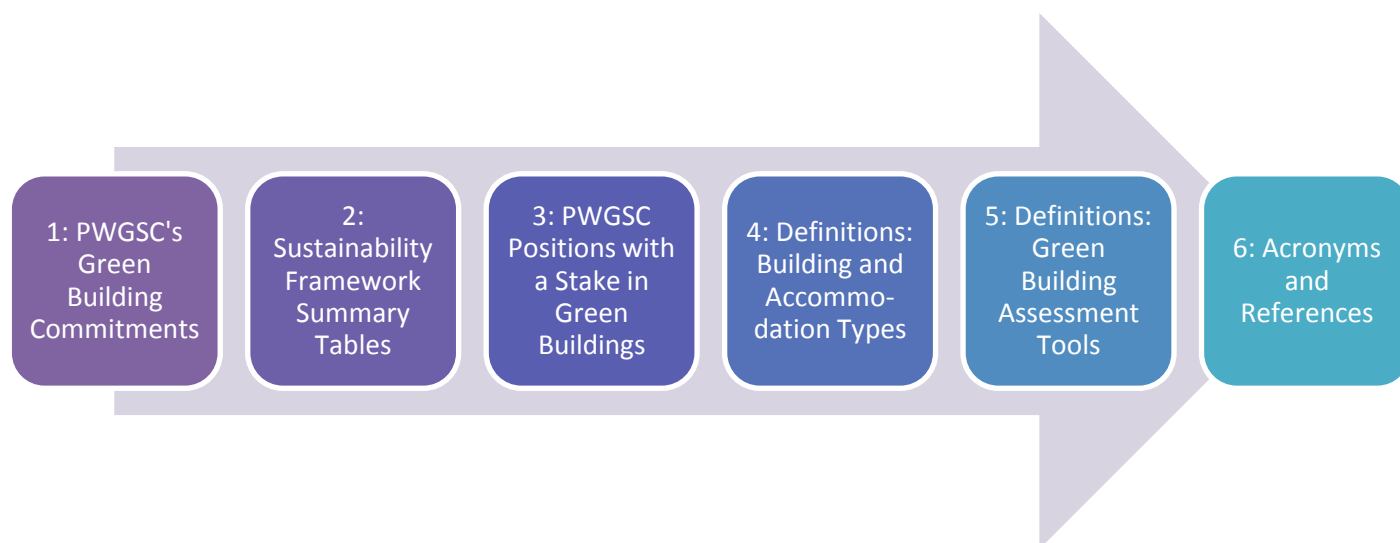 1: PWGSC's
Green
Building
Commitments
2:
Sustainability
Framework
Summary
Tables
3: PWGSC
Positions with
a Stake in
Green
Buildings
4: Definitions:
Building and
Accommo-
dation Types
5: Definitions:
Green
Building
Assessment
Tools
6: Acronyms
and
References